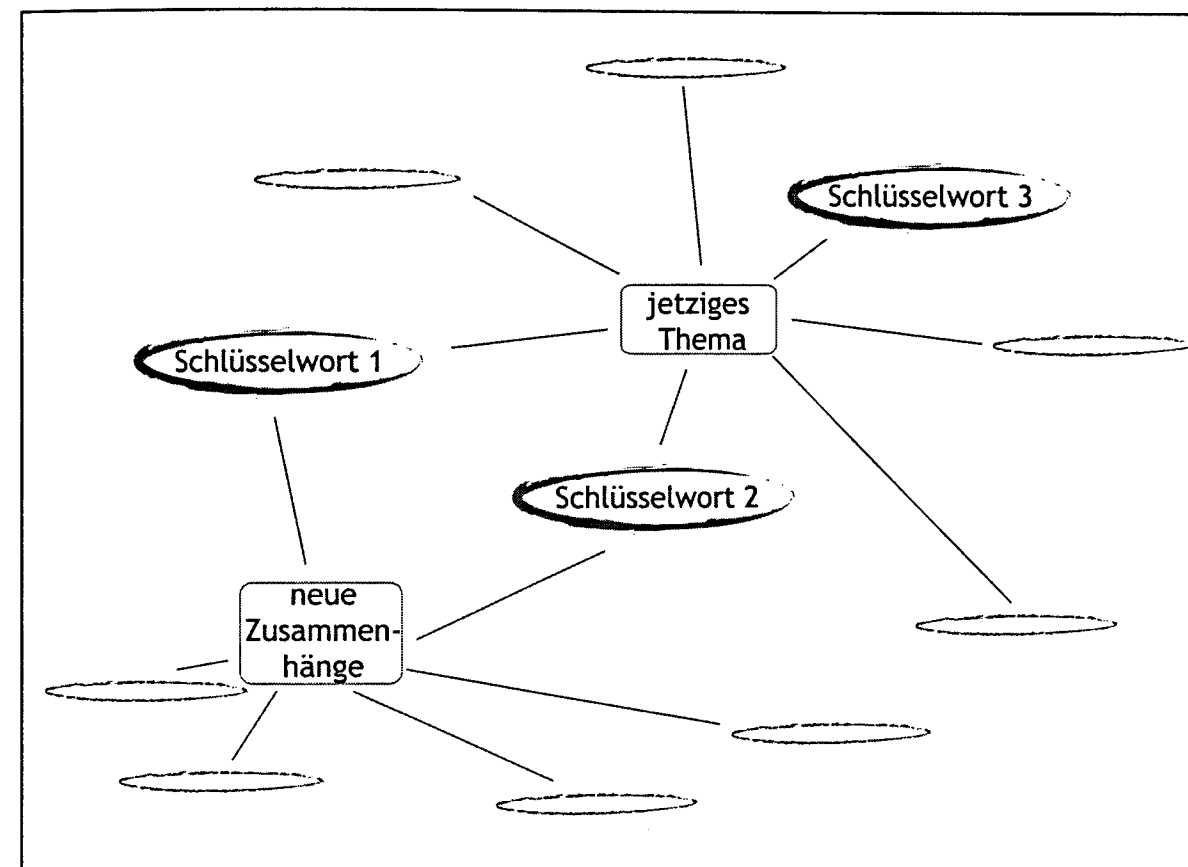 Schlüsselwort 3
jetziges
Thema
Schlüsselwort 1
Schlüsselwort 2
neue
Zusammen-
hänge